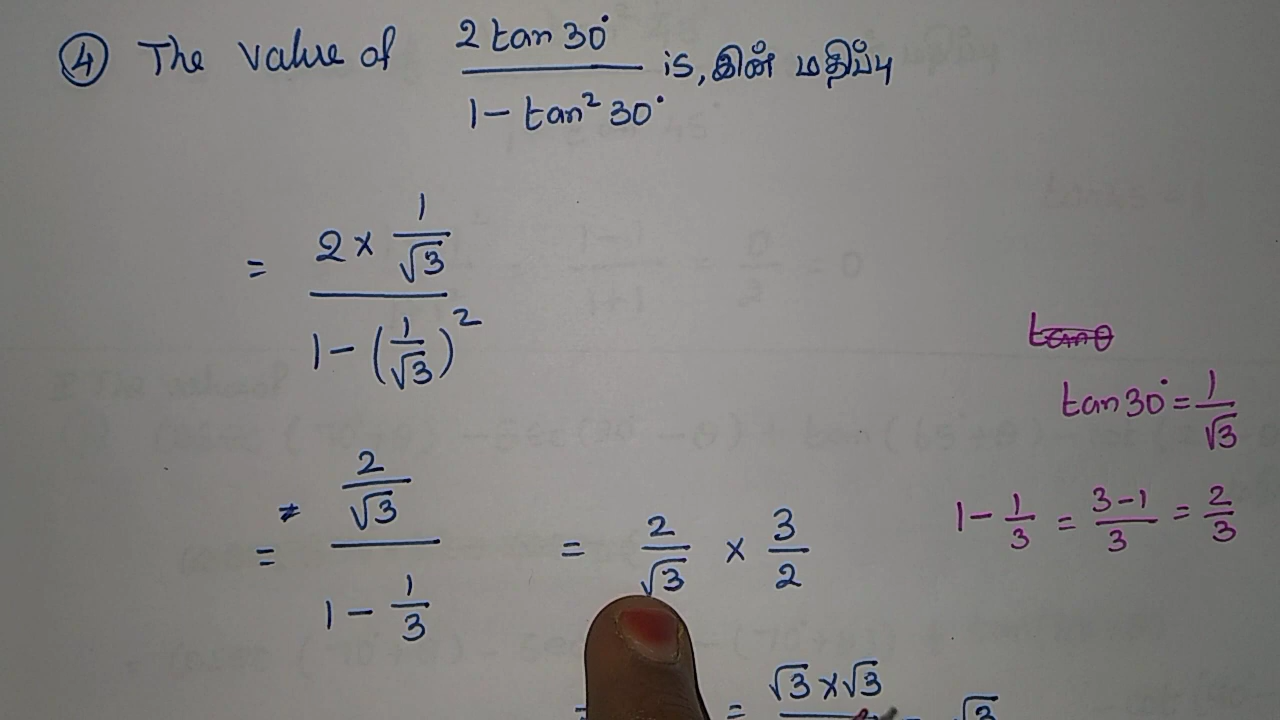 ④ The value of 2 tan 30° / 1 − tan² 30° is, இன் மதிப்பு
= 2 × 1/√3 / 1 − (1/√3)²
t̶a̶n̶θ̶
tan 30° = 1/√3
= 2/√3 / 1 − 1/3 = 2/√3 × 3/2
1 − 1/3 = 3−1/3 = 2/3
= √3 × √3 = √3